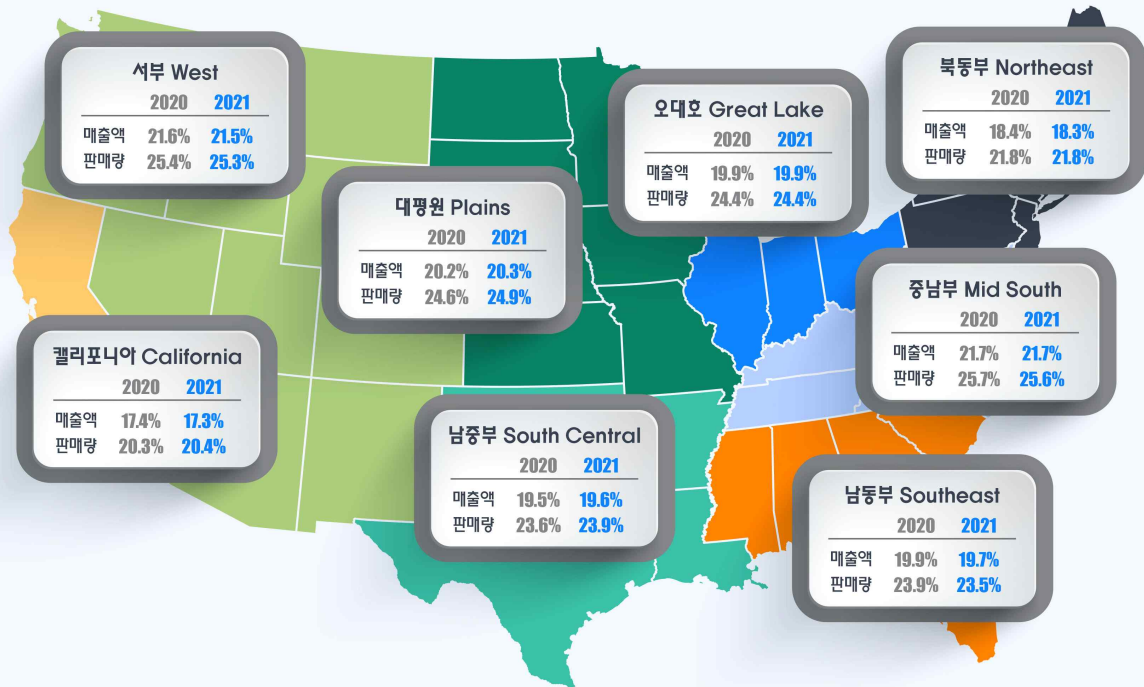 서부 West
2020 2021
매출액 21.6% 21.5%
판매량 25.4% 25.3%
대평원 Plains
2020 2021
매출액 20.2% 20.3%
판매량 24.6% 24.9%
오대호 Great Lake
2020 2021
매출액 19.9% 19.9%
판매량 24.4% 24.4%
북동부 Northeast
2020 2021
매출액 18.4% 18.3%
판매량 21.8% 21.8%
캘리포니아 California
2020 2021
매출액 17.4% 17.3%
판매량 20.3% 20.4%
남중부 South Central
2020 2021
매출액 19.5% 19.6%
판매량 23.6% 23.9%
중남부 Mid South
2020 2021
매출액 21.7% 21.7%
판매량 25.7% 25.6%
남동부 Southeast
2020 2021
매출액 19.9% 19.7%
판매량 23.9% 23.5%